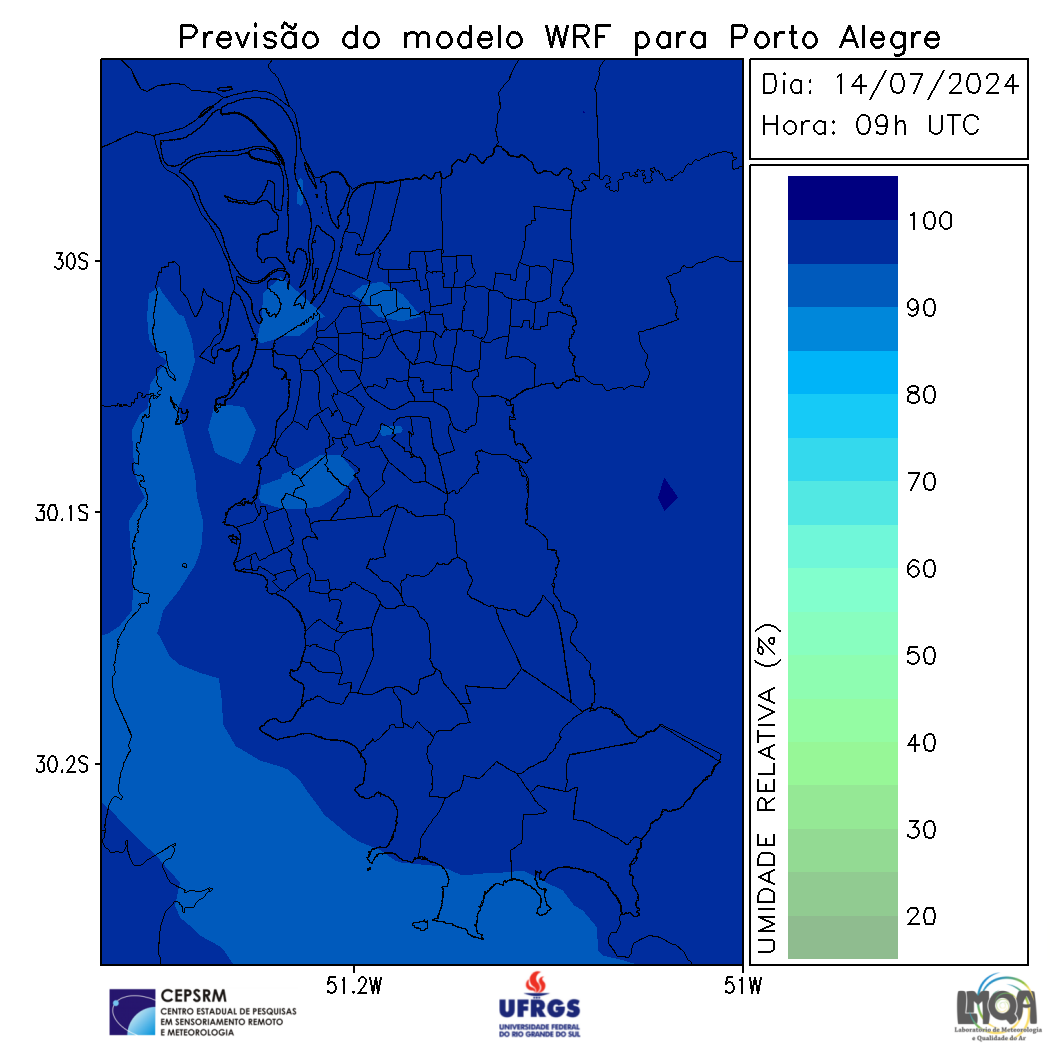 Previsão do modelo WRF para Porto Alegre
Dia: 14/07/2024
Hora: 09h UTC
30S
30.1S
30.2S
51.2W
51W
UMIDADE RELATIVA (%)
100
90
80
70
60
50
40
30
20
CEPSRM
CENTRO ESTADUAL DE PESQUISAS
EM SENSORIAMENTO REMOTO
E METEOROLOGIA
UFRGS
UNIVERSIDADE FEDERAL
DO RIO GRANDE DO SUL
LMQA
Laboratório de Meteorologia
e Qualidade do Ar